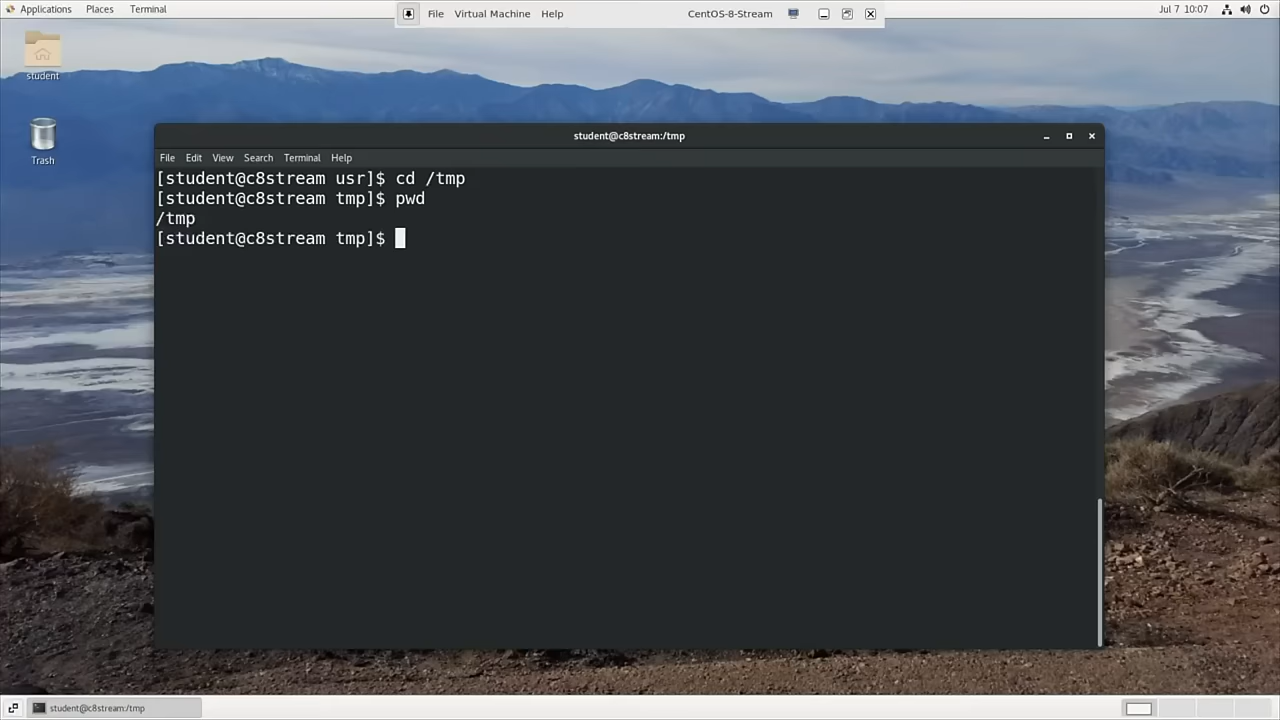 Applications Places Terminal
File Virtual Machine Help CentOS-8-Stream
Jul 7 10:07
student
Trash
student@c8stream:/tmp
File Edit View Search Terminal Help
[student@c8stream usr]$ cd /tmp
[student@c8stream tmp]$ pwd
/tmp
[student@c8stream tmp]$
student@c8stream:/tmp